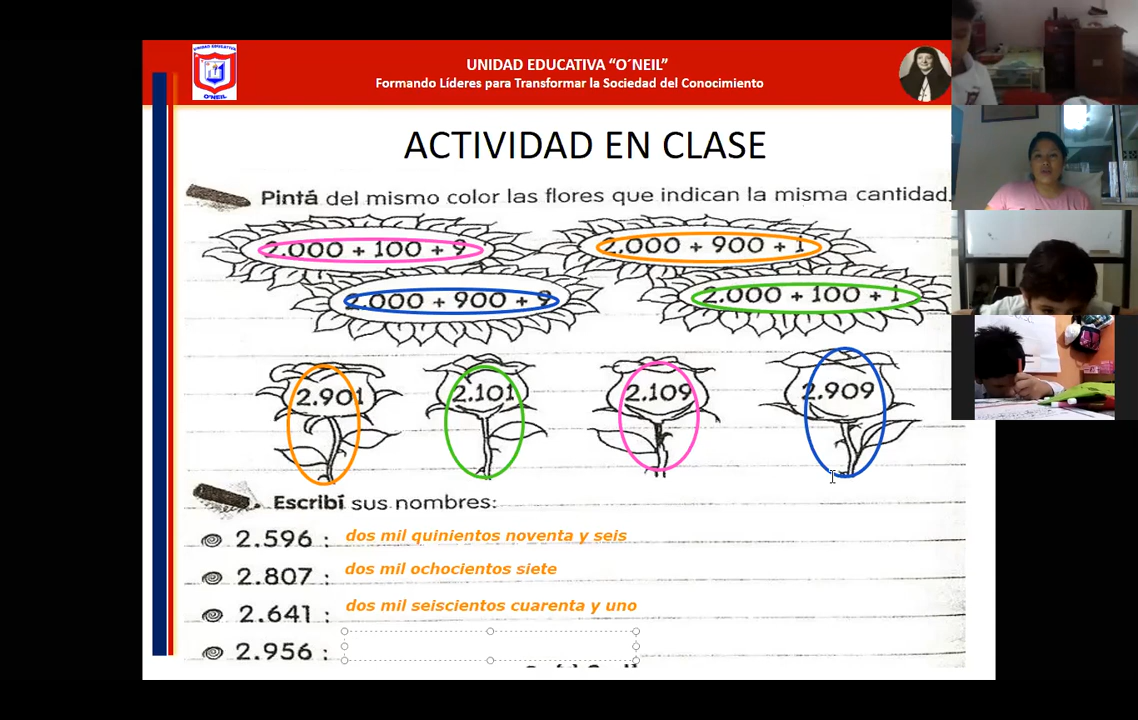 UNIDAD EDUCATIVA
O´NEIL
UNIDAD EDUCATIVA “O´NEIL”
Formando Líderes para Transformar la Sociedad del Conocimiento
ACTIVIDAD EN CLASE
Pintá del mismo color las flores que indican la misma cantidad.
2.000 + 100 + 9
2.000 + 900 + 1
2.000 + 900 + 9
2.000 + 100 + 1
2.901
2.101
2.109
2.909
Escribí sus nombres:
2.596 : dos mil quinientos noventa y seis
2.807 : dos mil ochocientos siete
2.641 : dos mil seiscientos cuarenta y uno
2.956 :